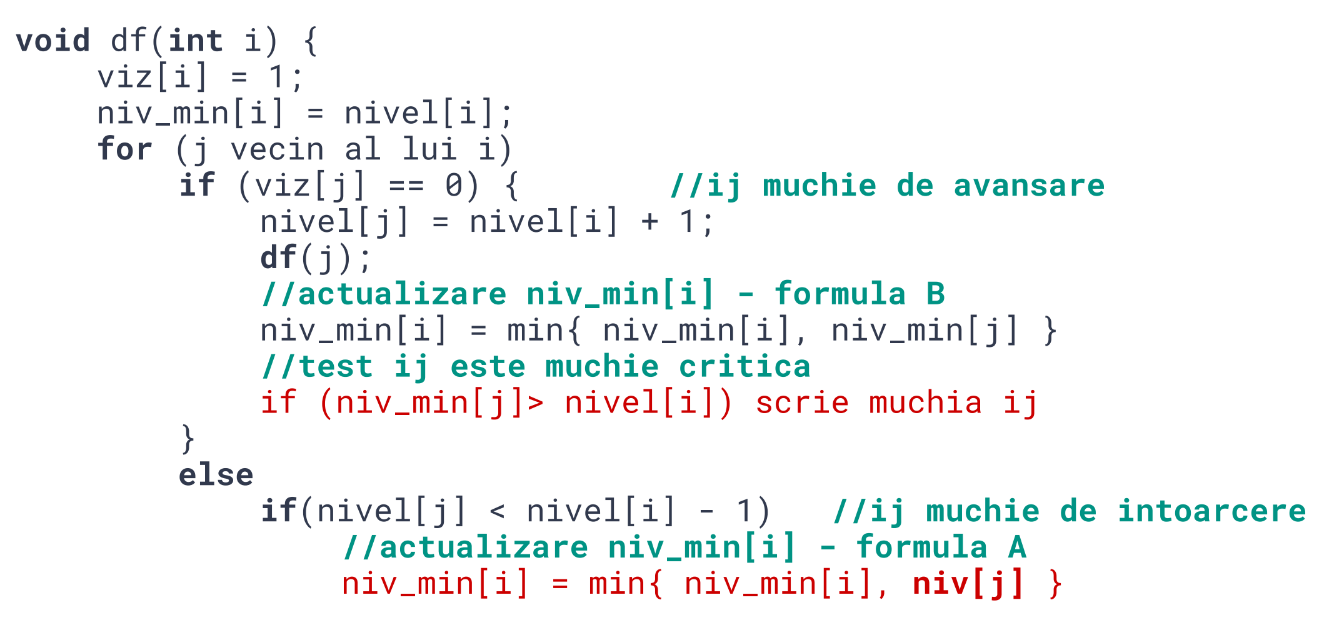 void df(int i) {
viz[i] = 1;
niv_min[i] = nivel[i];
for (j vecin al lui i)
if (viz[j] == 0) { //ij muchie de avansare
nivel[j] = nivel[i] + 1;
df(j);
//actualizare niv_min[i] - formula B
niv_min[i] = min{ niv_min[i], niv_min[j] }
//test ij este muchie critica
if (niv_min[j]> nivel[i]) scrie muchia ij
}
else
if(nivel[j] < nivel[i] - 1) //ij muchie de intoarcere
//actualizare niv_min[i] - formula A
niv_min[i] = min{ niv_min[i], niv[j] }